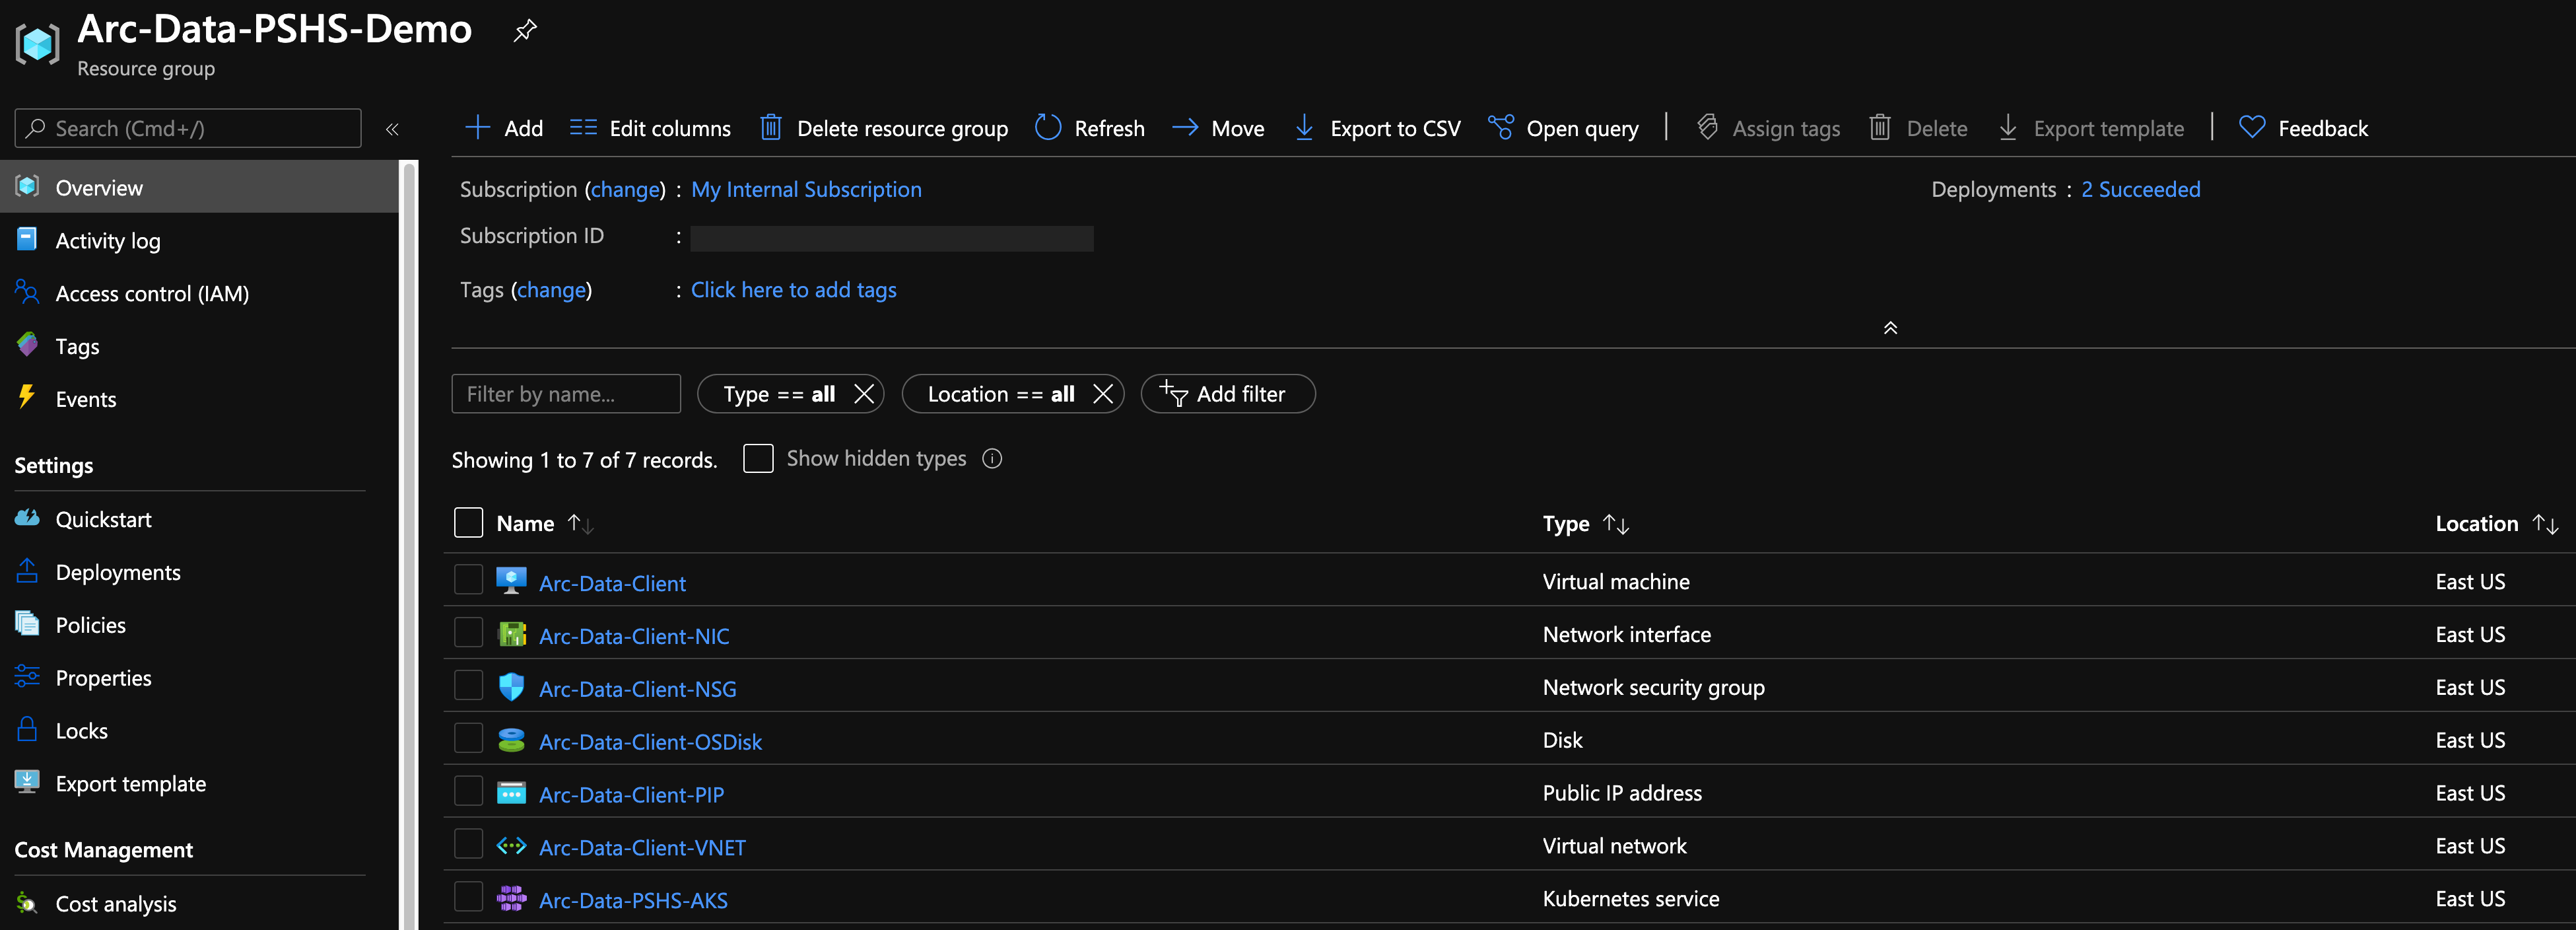 Arc-Data-PSHS-Demo
Resource group
Search (Cmd+/)
«
Add
Edit columns
Delete resource group
Refresh
Move
Export to CSV
Open query
Assign tags
Delete
Export template
Feedback
Overview
Activity log
Access control (IAM)
Tags
Events
Settings
Quickstart
Deployments
Policies
Properties
Locks
Export template
Cost Management
Cost analysis
Subscription (change) : My Internal Subscription
Deployments : 2 Succeeded
Subscription ID :
Tags (change) : Click here to add tags
Filter by name...
Type == all
Location == all
Add filter
Showing 1 to 7 of 7 records.
Show hidden types
Name Type Location
Arc-Data-Client Virtual machine East US
Arc-Data-Client-NIC Network interface East US
Arc-Data-Client-NSG Network security group East US
Arc-Data-Client-OSDisk Disk East US
Arc-Data-Client-PIP Public IP address East US
Arc-Data-Client-VNET Virtual network East US
Arc-Data-PSHS-AKS Kubernetes service East US